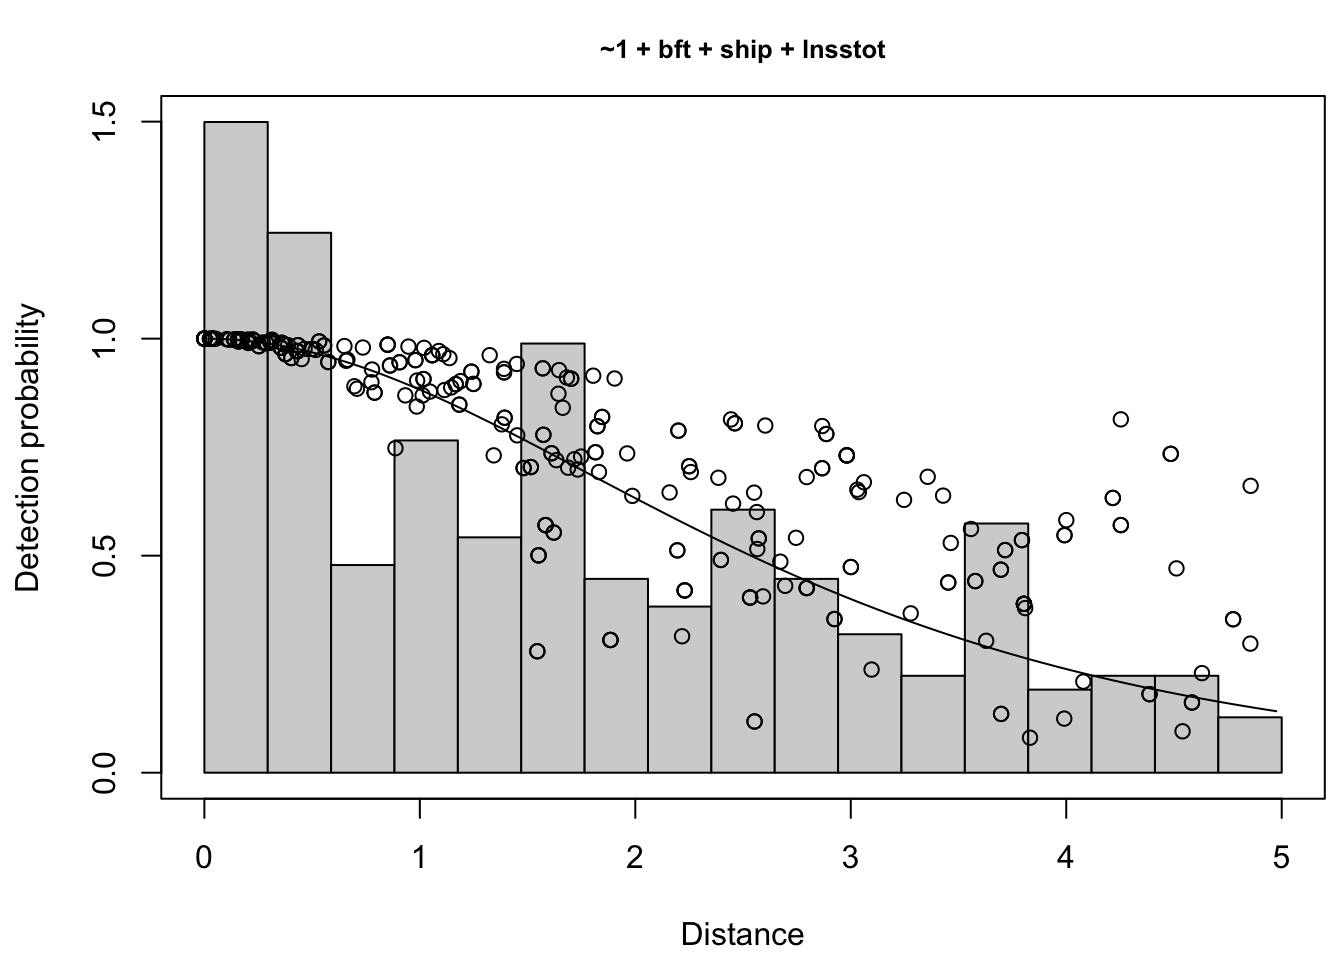 ~1 + bft + ship + lnsstot
Detection probability
1.5
1.0
0.5
0.0
0 1 2 3 4 5
Distance